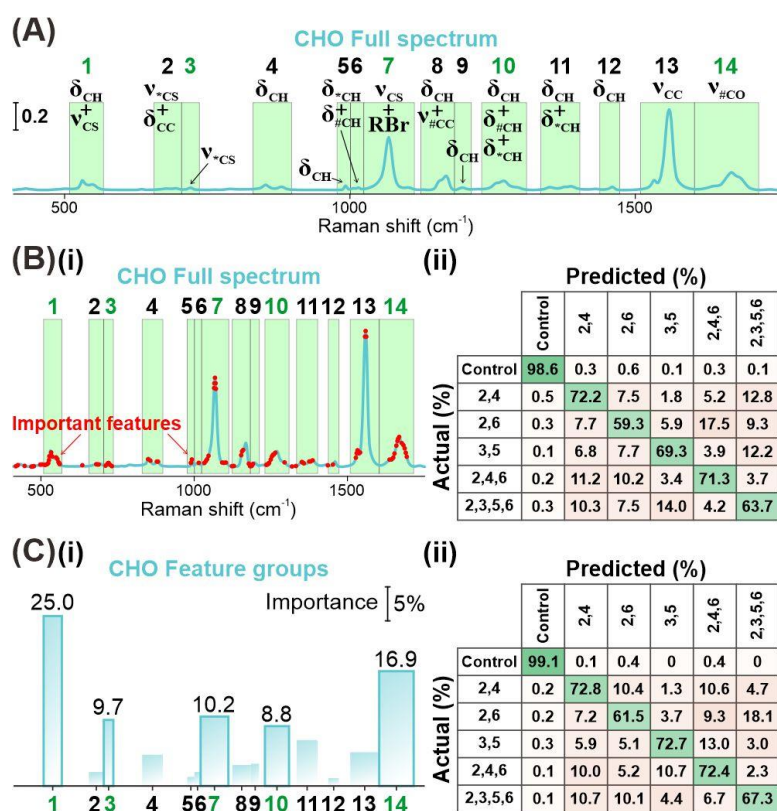 (A)
CHO Full spectrum
1 2 3 4 5 6 7 8 9 10 11 12 13 14
δCH ν*CS δCH δ*CH νCS δCH δCH δCH δCH νCC ν#CO
+ + + + + + +
νCS δCC δ#CH RBr ν#CC δ#CH δ*CH
+
δ*CH
0.2
ν*CS δCH δCH
500 1000 1500
Raman shift (cm-1)
(B)(i)
CHO Full spectrum
1 2 3 4 5 6 7 8 9 10 11 12 13 14
Important features
500 1000 1500
Raman shift (cm-1)
(ii)
Predicted (%)
Actual (%)
Control 2,4 2,6 3,5 2,4,6 2,3,5,6
Control 98.6 0.3 0.6 0.1 0.3 0.1
2,4 0.5 72.2 7.5 1.8 5.2 12.8
2,6 0.3 7.7 59.3 5.9 17.5 9.3
3,5 0.1 6.8 7.7 69.3 3.9 12.2
2,4,6 0.2 11.2 10.2 3.4 71.3 3.7
2,3,5,6 0.3 10.3 7.5 14.0 4.2 63.7
(C)(i)
CHO Feature groups
25.0
Importance 5%
9.7 10.2 8.8 16.9
1 2 3 4 5 6 7 8 9 10 11 12 13 14
(ii)
Predicted (%)
Actual (%)
Control 2,4 2,6 3,5 2,4,6 2,3,5,6
Control 99.1 0.1 0.4 0 0.4 0
2,4 0.2 72.8 10.4 1.3 10.6 4.7
2,6 0.2 7.2 61.5 3.7 9.3 18.1
3,5 0.3 5.9 5.1 72.7 13.0 3.0
2,4,6 0.1 10.0 5.2 10.7 72.4 2.3
2,3,5,6 0.1 10.7 10.1 4.4 6.7 67.3